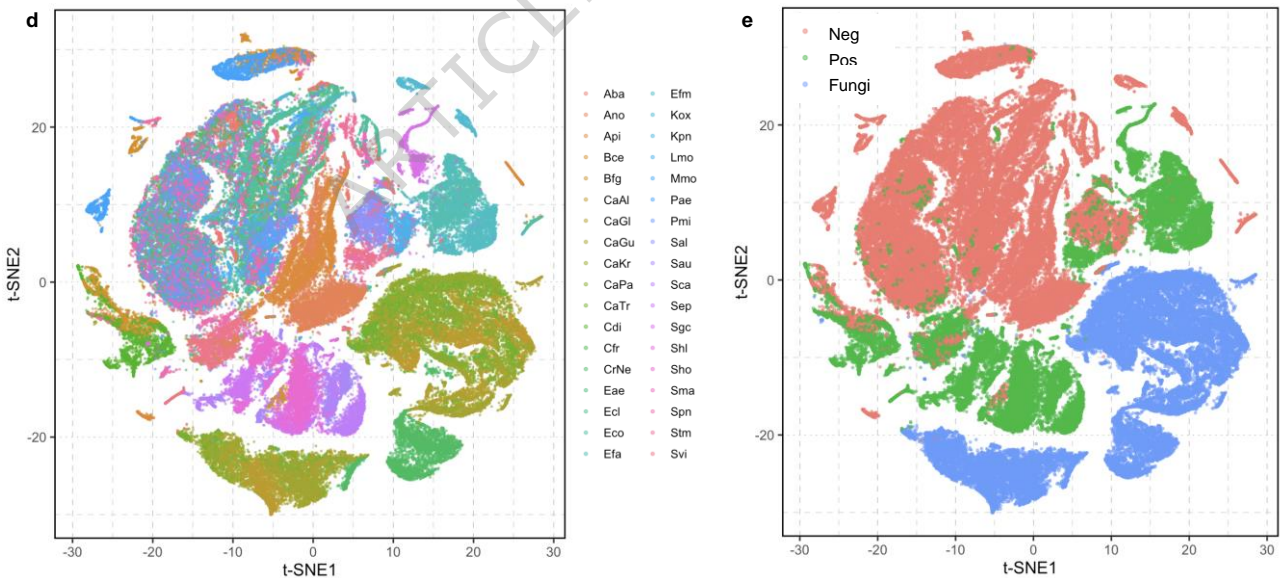 d
20
0
-20
t-SNE2
-30
-20
-10
0
10
20
30
t-SNE1
ARTICLE
Aba
Ano
Api
Bce
Bfg
CaAl
CaGl
CaGu
CaKr
CaPa
CaTr
Cdi
Cfr
CrNe
Eae
Ecl
Eco
Efa
Efm
Kox
Kpn
Lmo
Mmo
Pae
Pmi
Sal
Sau
Sca
Sep
Sgc
Shl
Sho
Sma
Spn
Stm
Svi
e
Neg
Pos
Fungi
20
0
-20
t-SNE2
-30
-20
-10
0
10
20
30
t-SNE1